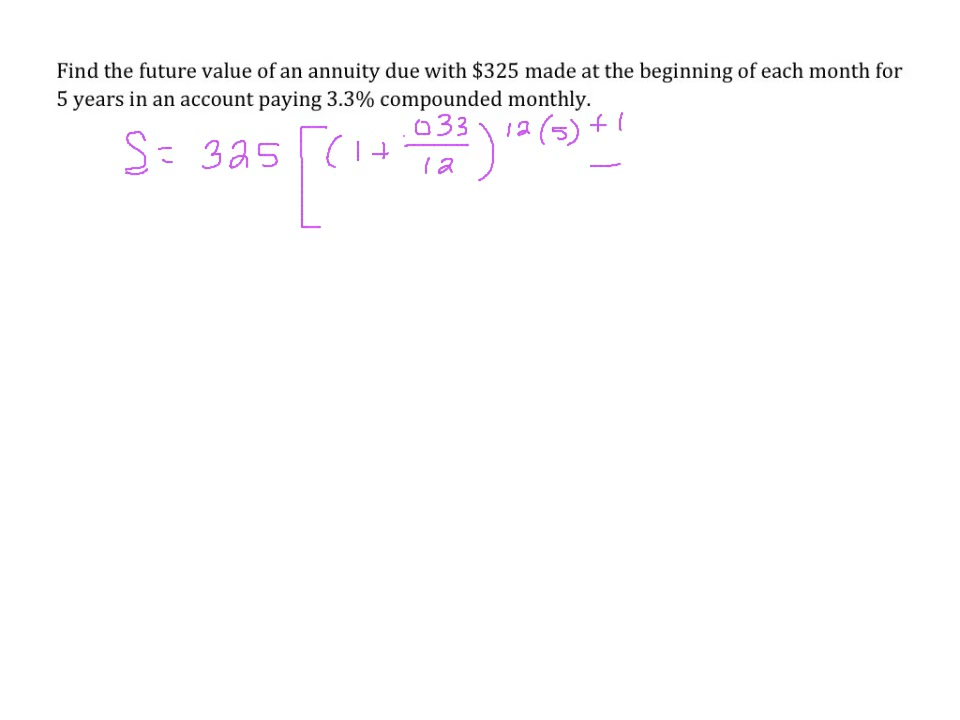 Find the future value of an annuity due with $325 made at the beginning of each month for
5 years in an account paying 3.3% compounded monthly.
S = 325 [ (1 + .033/12)^12(5)+1 —